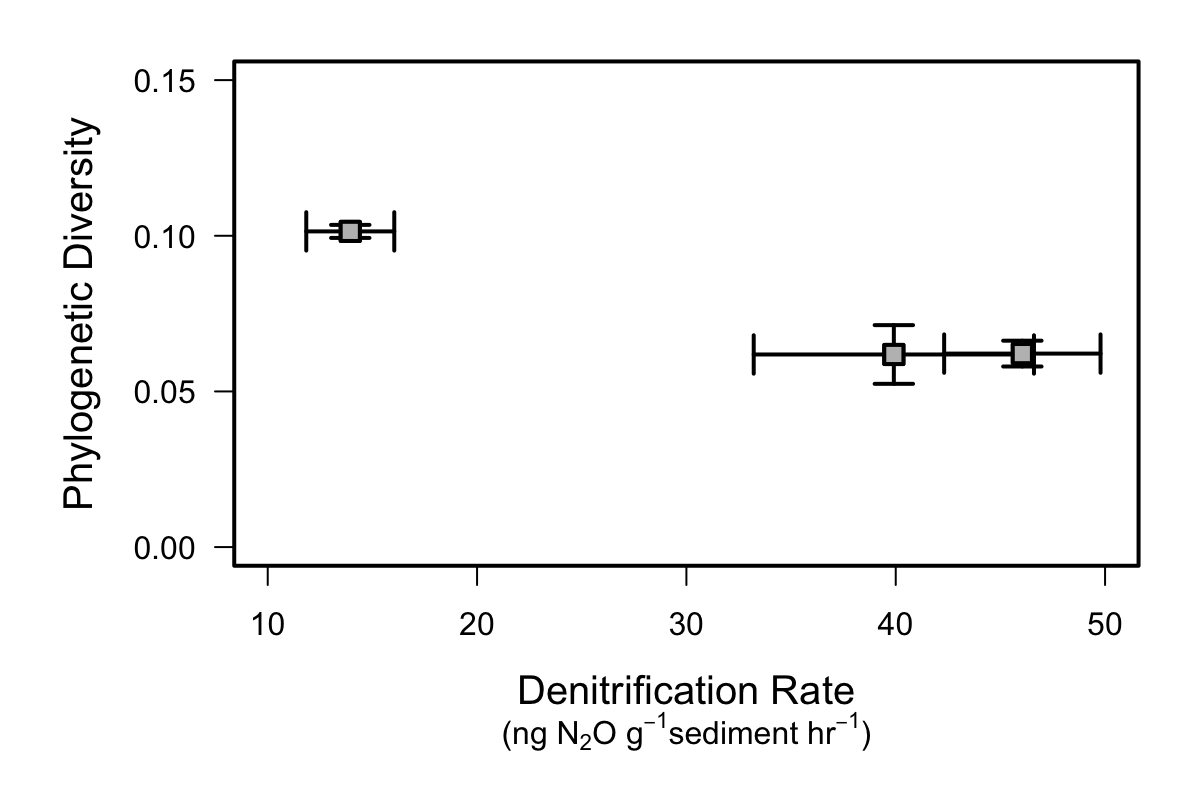 0.15
0.10
0.05
0.00
Phylogenetic Diversity
10 20 30 40 50
Denitrification Rate
(ng N₂O g⁻¹sediment hr⁻¹)